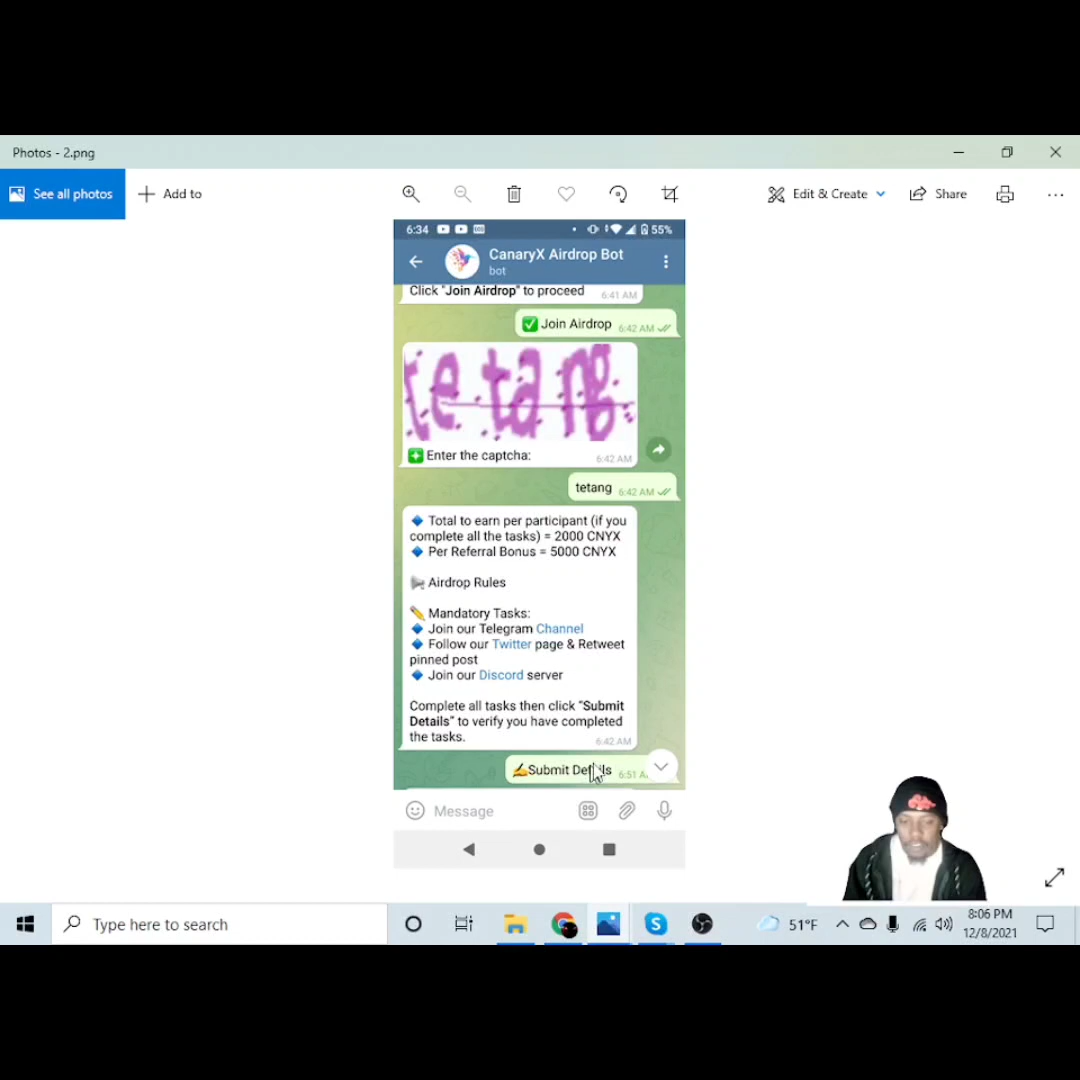 Photos - 2.png
See all photos
Add to
Edit & Create
Share
6:34
55%
CanaryX Airdrop Bot
bot
Click "Join Airdrop" to proceed
6:41 AM
Join Airdrop 6:42 AM
te tang
Enter the captcha:
6:42 AM
tetang 6:42 AM
Total to earn per participant (if you
complete all the tasks) = 2000 CNYX
Per Referral Bonus = 5000 CNYX
Airdrop Rules
Mandatory Tasks:
Join our Telegram Channel
Follow our Twitter page & Retweet
pinned post
Join our Discord server
Complete all tasks then click "Submit
Details" to verify you have completed
the tasks.
6:42 AM
Submit Details 6:51
Message
Type here to search
51°F
8:06 PM
12/8/2021